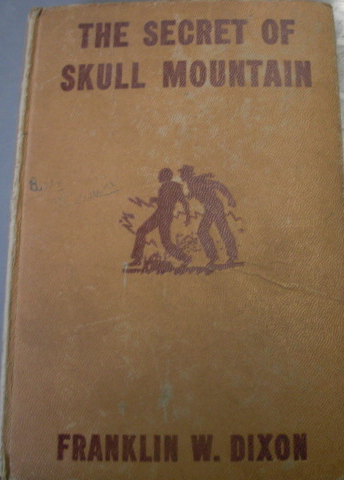 THE SECRET OF
SKULL MOUNTAIN
FRANKLIN W. DIXON